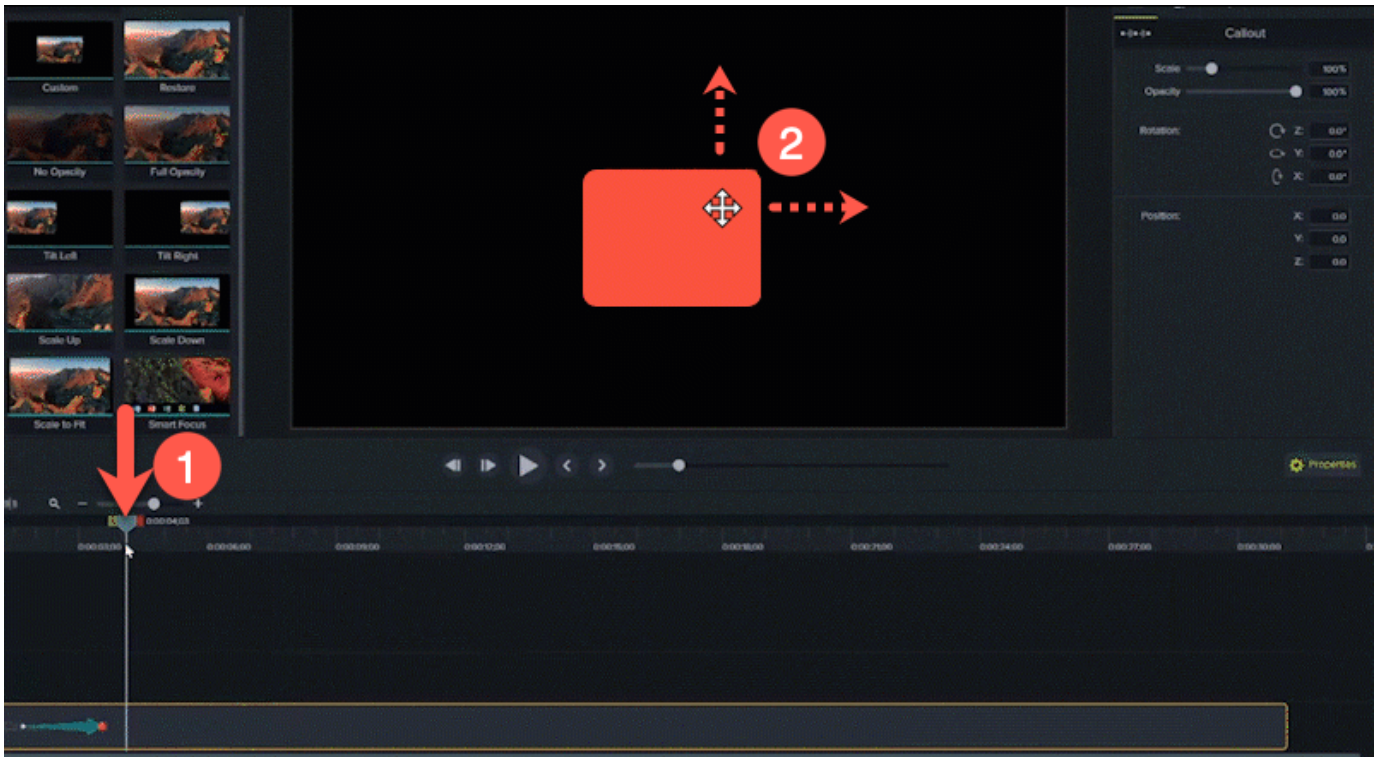 Callout
Custom
Restore
Scale
100%
Opacity
100%
Rotation:
Z:
0.0°
Y:
0.0°
X:
0.0°
No Opacity
Full Opacity
2
Position:
X:
0.0
Y:
0.0
Z:
0.0
Tilt Left
Tilt Right
Scale Up
Scale Down
Scale to Fit
Smart Focus
1
Properties
0:00:04;03
0:00:03;00
0:00:06;00
0:00:09;00
0:00:12;00
0:00:15;00
0:00:18;00
0:00:21;00
0:00:24;00
0:00:27;00
0:00:30;00